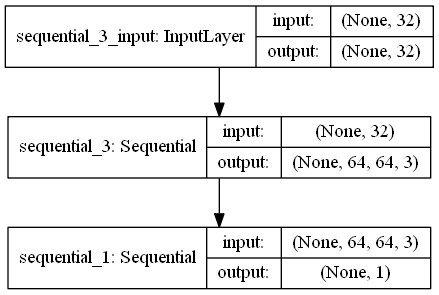 sequential_3_input: InputLayer
input: (None, 32)
output: (None, 32)
sequential_3: Sequential
input: (None, 32)
output: (None, 64, 64, 3)
sequential_1: Sequential
input: (None, 64, 64, 3)
output: (None, 1)